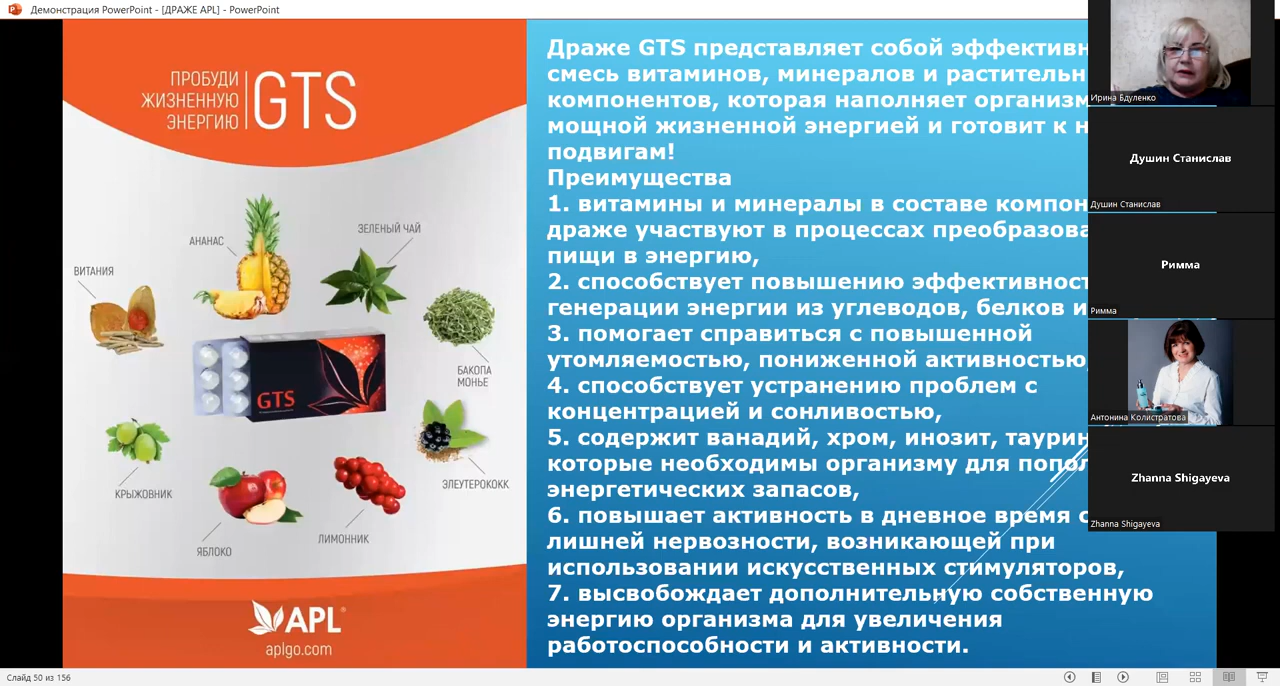 Демонстрация PowerPoint - [ДРАЖЕ APL] - PowerPoint
ПРОБУДИ
ЖИЗНЕННУЮ
ЭНЕРГИЮ
GTS
АНАНАС
ЗЕЛЕНЫЙ ЧАЙ
ВИТАНИЯ
БАКОПА
МОНЬЕ
GTS
КРЫЖОВНИК
ЭЛЕУТЕРОКОКК
ЛИМОННИК
ЯБЛОКО
APL®
aplgo.com
Драже GTS представляет собой эффективн
смесь витаминов, минералов и растительн
компонентов, которая наполняет организм
мощной жизненной энергией и готовит к н
подвигам!
Преимущества
1. витамины и минералы в составе компон
драже участвуют в процессах преобразова
пищи в энергию,
2. способствует повышению эффективност
генерации энергии из углеводов, белков и
3. помогает справиться с повышенной
утомляемостью, пониженной активностью,
4. способствует устранению проблем с
концентрацией и сонливостью,
5. содержит ванадий, хром, инозит, таурин
которые необходимы организму для попол
энергетических запасов,
6. повышает активность в дневное время
лишней нервозности, возникающей при
использовании искусственных стимуляторов,
7. высвобождает дополнительную собственную
энергию организма для увеличения
работоспособности и активности.
Ирина Бдуленко
Душин Станислав
Душин Станислав
Римма
Римма
Антонина Колистратова
Zhanna Shigayeva
Zhanna Shigayeva
Слайд 50 из 156